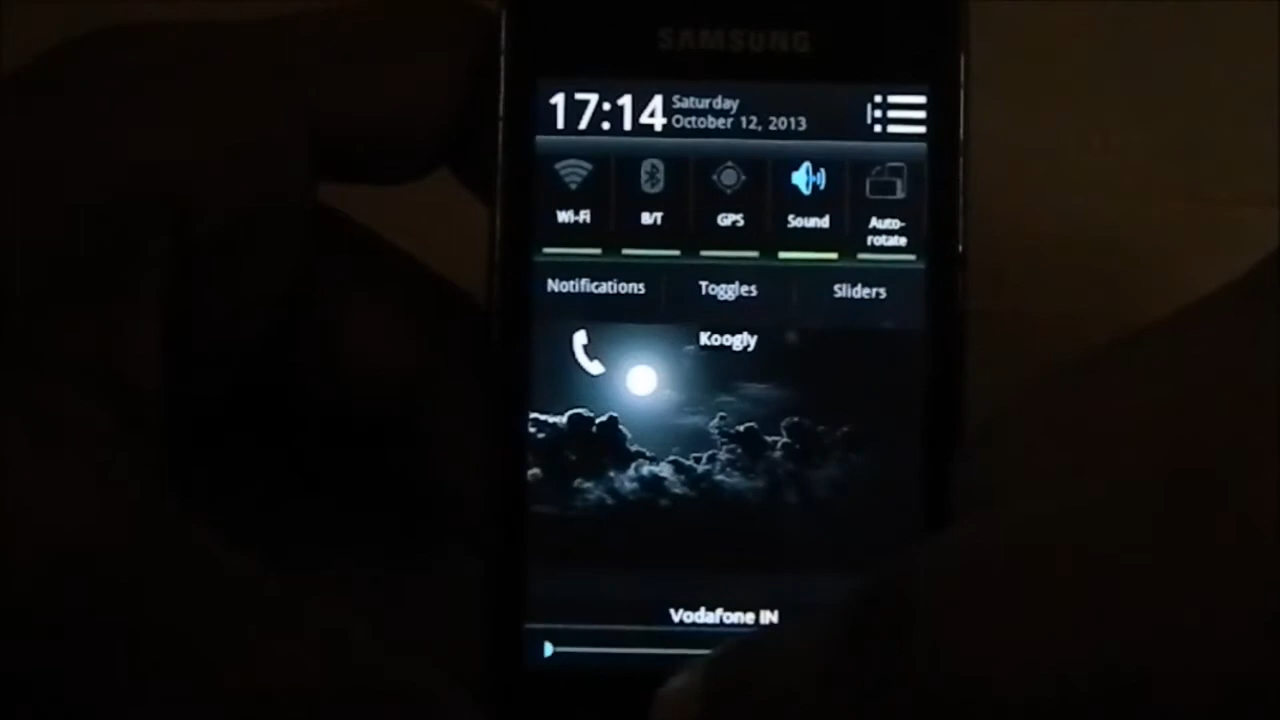 SAMSUNG
17:14
Saturday
October 12, 2013
Wi-Fi
B/T
GPS
Sound
Auto-
rotate
Notifications
Toggles
Sliders
Koogly
Vodafone IN